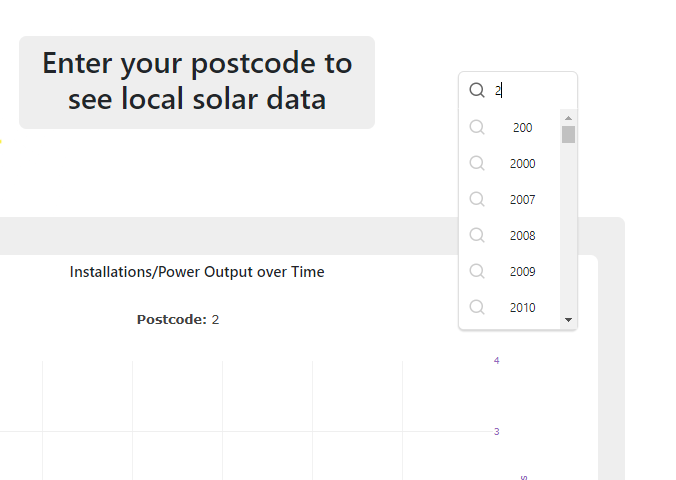 Enter your postcode to
see local solar data
2
200
2000
2007
2008
2009
2010
Installations/Power Output over Time
Postcode: 2
4
3
s